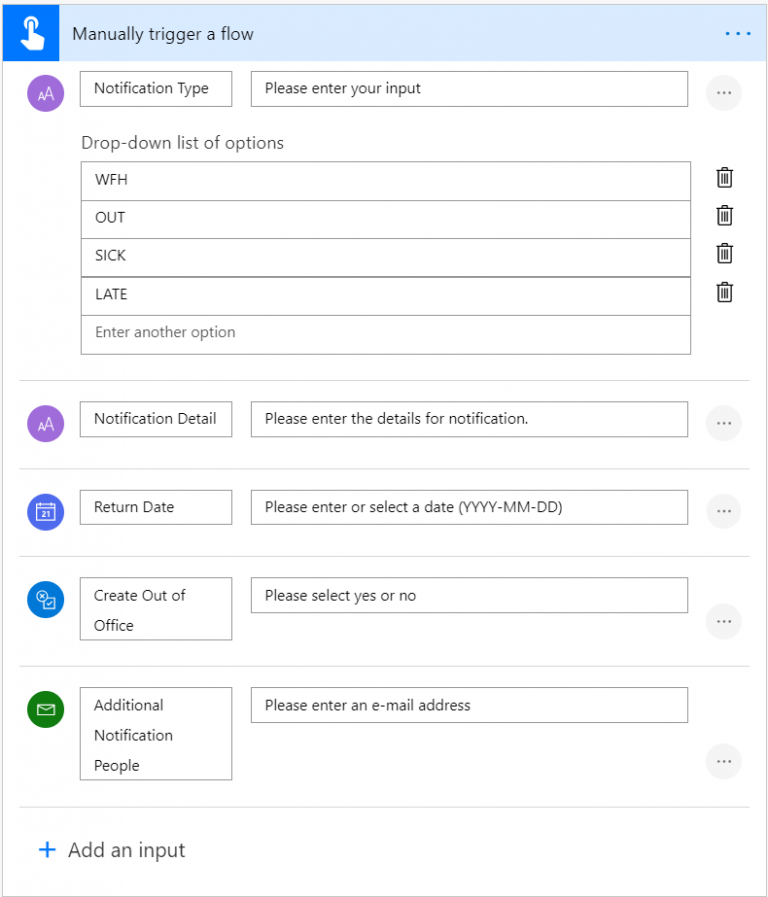 Manually trigger a flow
AA
Notification Type
Please enter your input
Drop-down list of options
WFH
OUT
SICK
LATE
Enter another option
AA
Notification Detail
Please enter the details for notification.
21
Return Date
Please enter or select a date (YYYY-MM-DD)
Create Out of
Office
Please select yes or no
Additional
Notification
People
Please enter an e-mail address
+ Add an input